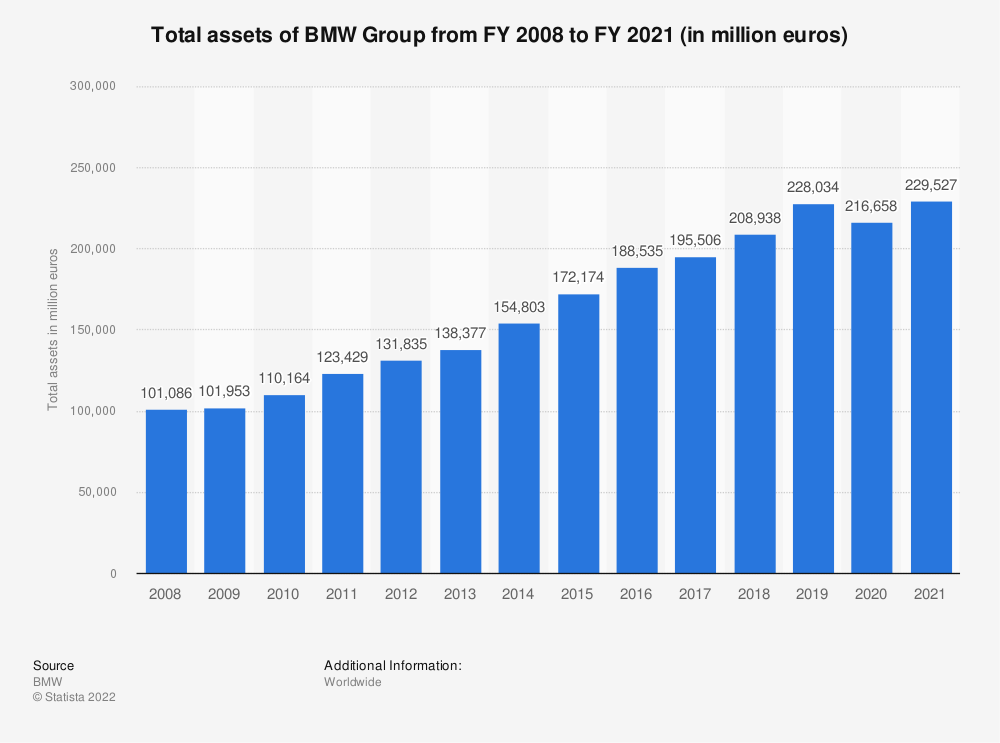 Total assets of BMW Group from FY 2008 to FY 2021 (in million euros)
Total assets in million euros
300,000
250,000
200,000
150,000
100,000
50,000
0
101,086
101,953
110,164
123,429
131,835
138,377
154,803
172,174
188,535
195,506
208,938
228,034
216,658
229,527
2008 2009 2010 2011 2012 2013 2014 2015 2016 2017 2018 2019 2020 2021
Source
BMW
© Statista 2022
Additional Information:
Worldwide